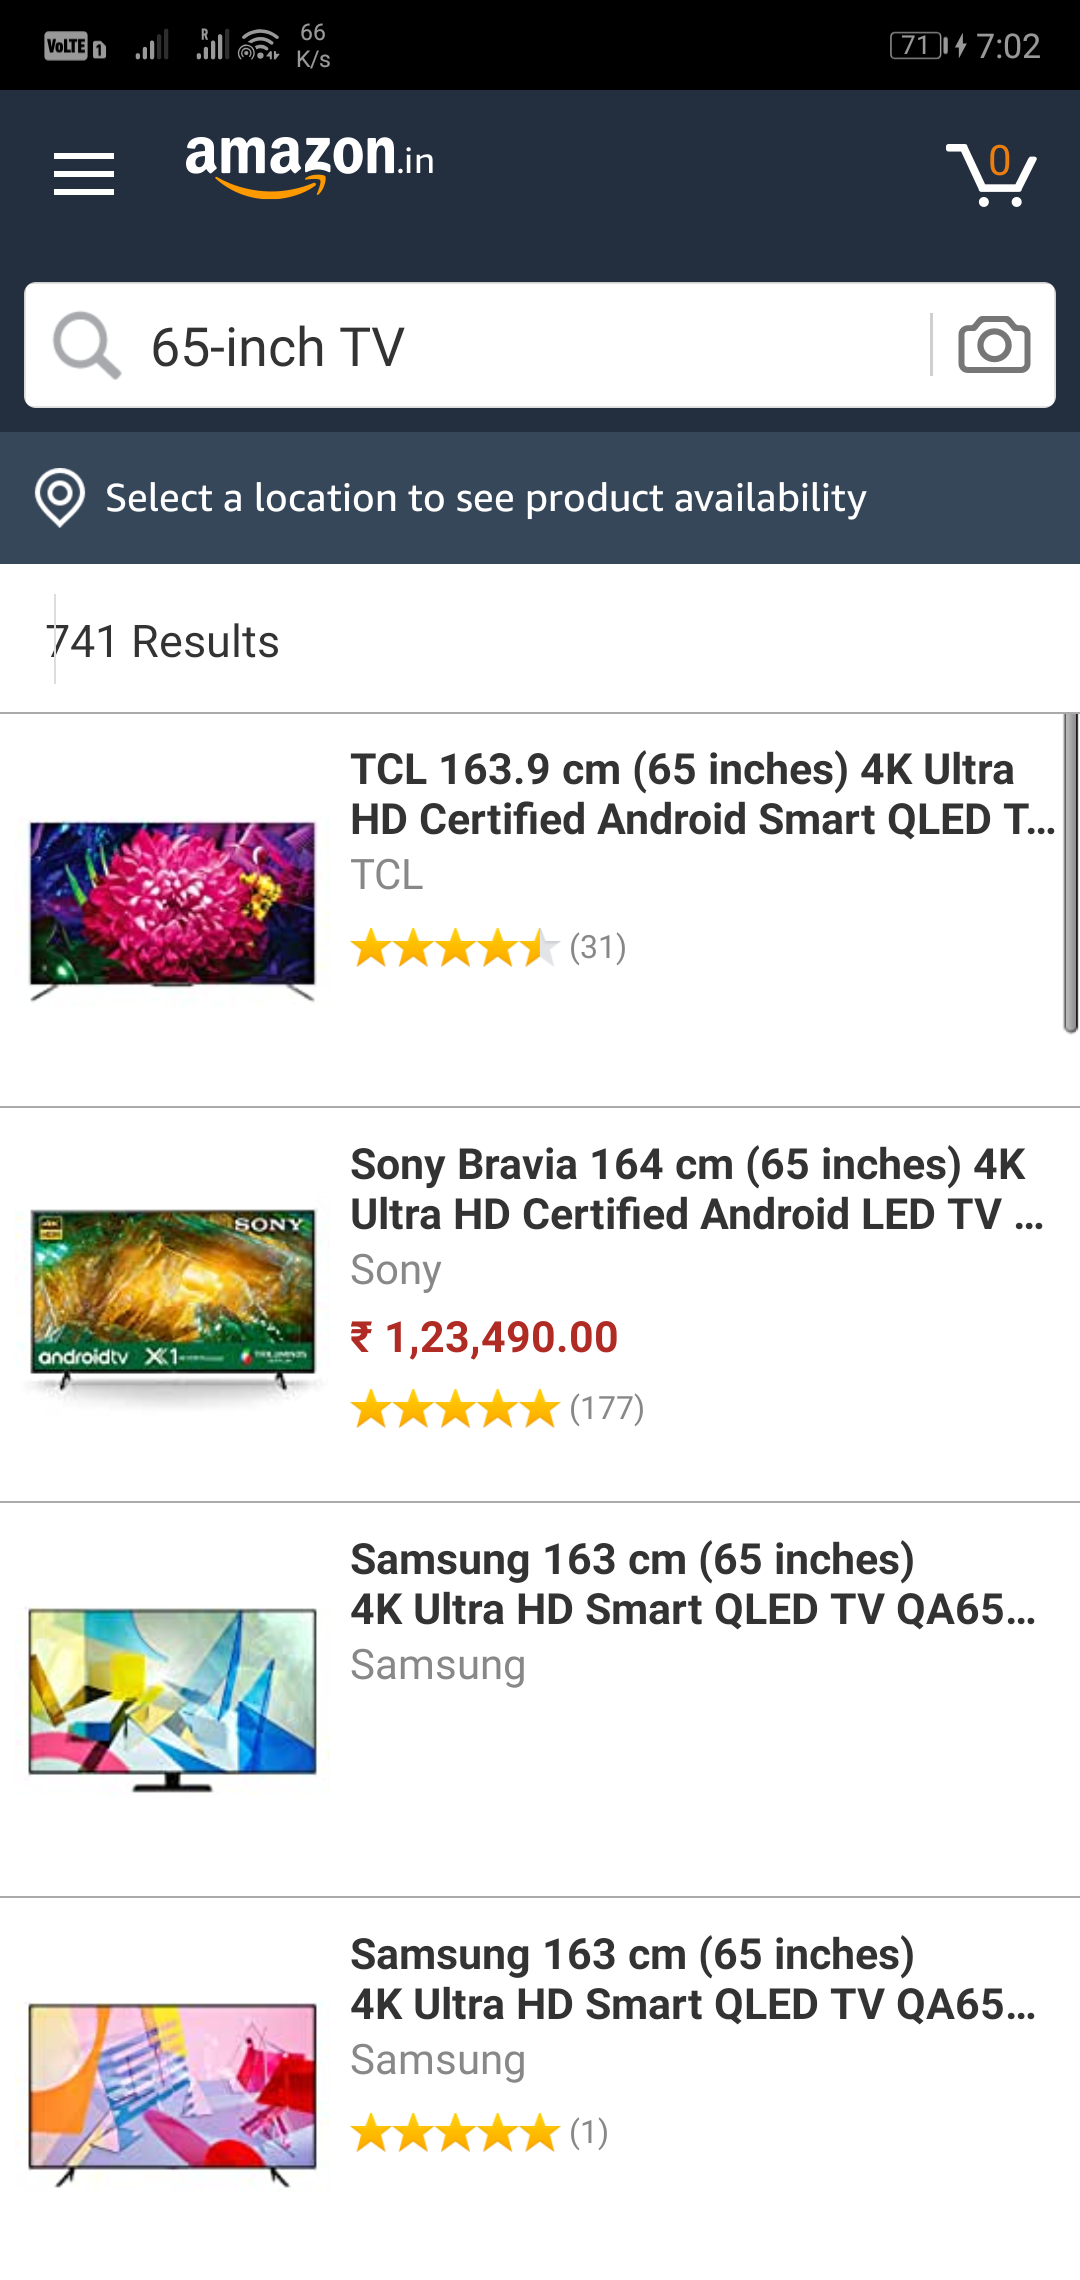 VoLTE 1 R 66 K/s 71 7:02
amazon.in
0
65-inch TV
Select a location to see product availability
741 Results
TCL 163.9 cm (65 inches) 4K Ultra
HD Certified Android Smart QLED T...
TCL
(31)
Sony Bravia 164 cm (65 inches) 4K
Ultra HD Certified Android LED TV ...
Sony
₹ 1,23,490.00
(177)
4K
HDR
SONY
androidtv X1
Samsung 163 cm (65 inches)
4K Ultra HD Smart QLED TV QA65...
Samsung
Samsung 163 cm (65 inches)
4K Ultra HD Smart QLED TV QA65...
Samsung
(1)